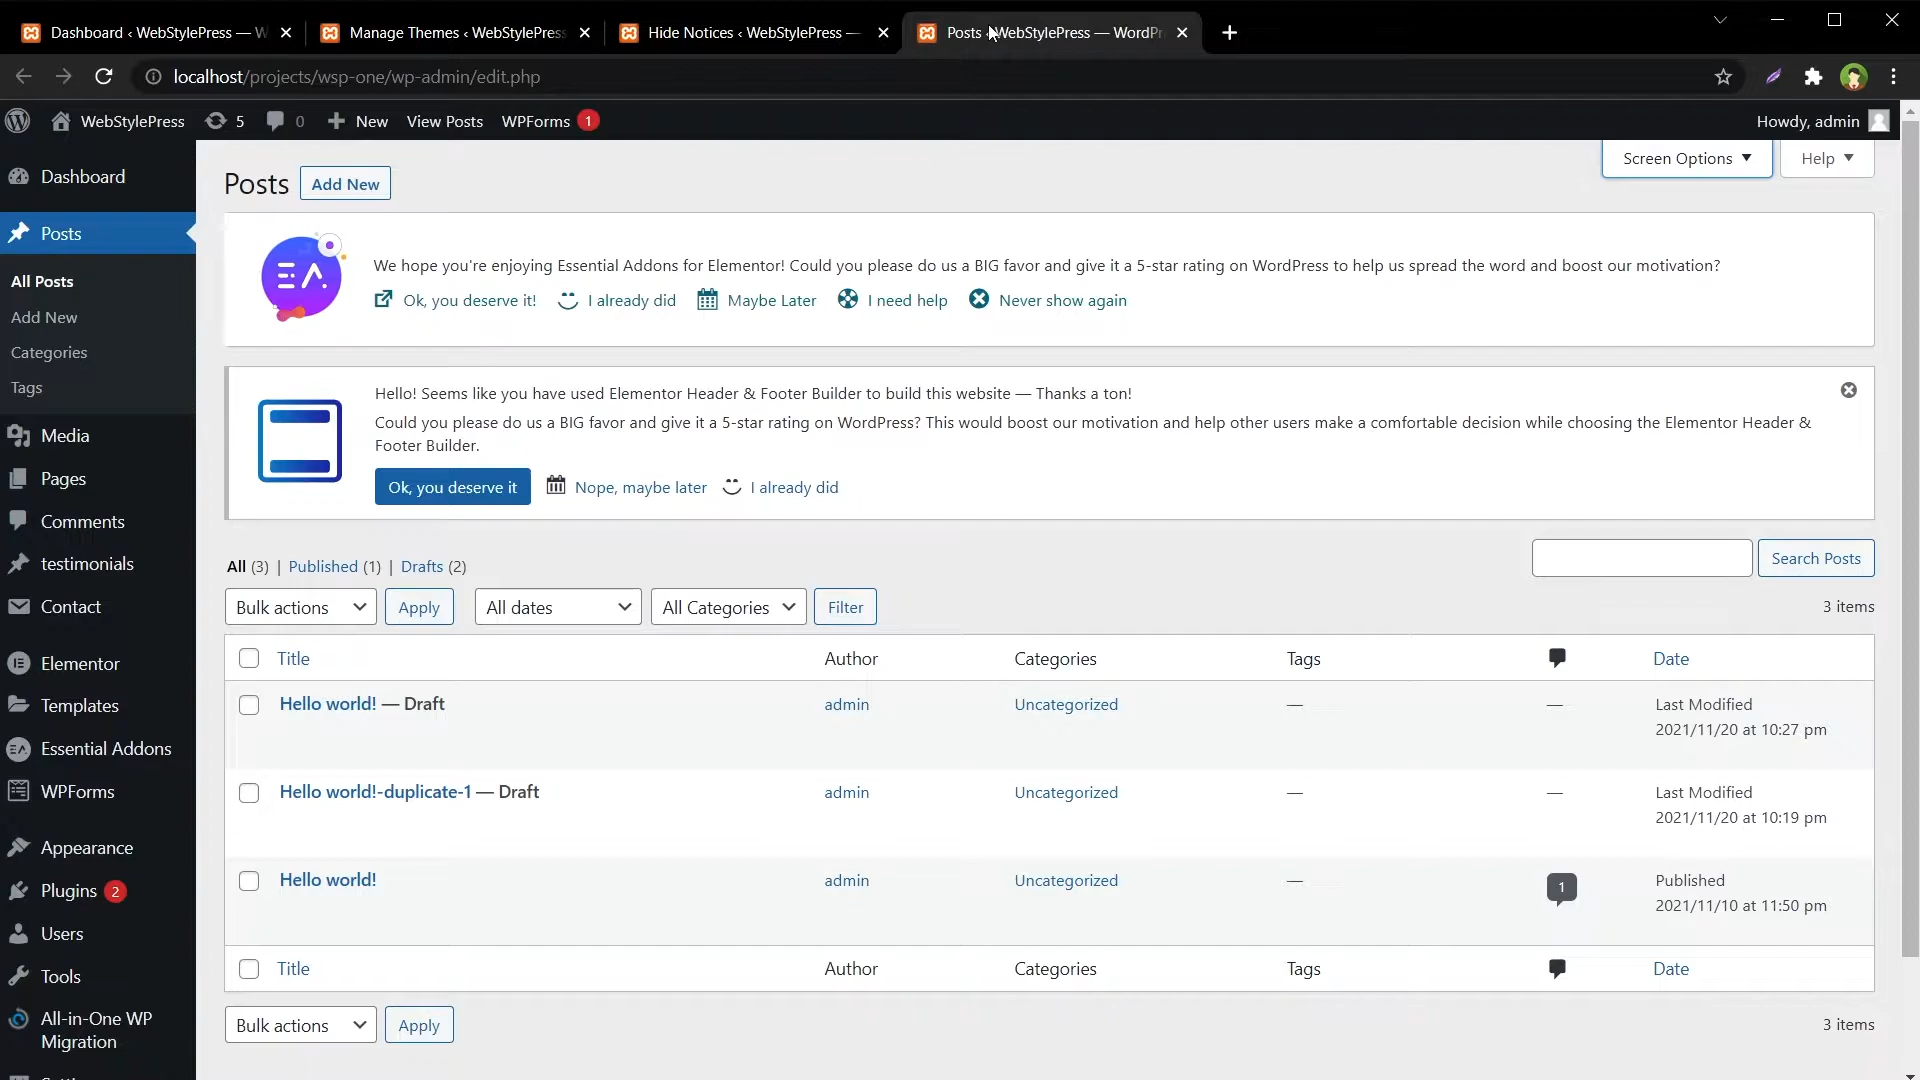 Dashboard ‹ WebStylePress — W
Manage Themes ‹ WebStylePress
Hide Notices ‹ WebStylePress —
Posts ‹ WebStylePress — WordPr
localhost/projects/wsp-one/wp-admin/edit.php
WebStylePress 5 0 New View Posts WPForms 1
Howdy, admin
Dashboard
Posts
All Posts
Add New
Categories
Tags
Media
Pages
Comments
testimonials
Contact
Elementor
Templates
Essential Addons
WPForms
Appearance
Plugins 2
Users
Tools
All-in-One WP
Migration
Screen Options ▼
Help ▼
Posts Add New
We hope you're enjoying Essential Addons for Elementor! Could you please do us a BIG favor and give it a 5-star rating on WordPress to help us spread the word and boost our motivation?
Ok, you deserve it! I already did Maybe Later I need help Never show again
Hello! Seems like you have used Elementor Header & Footer Builder to build this website — Thanks a ton!
Could you please do us a BIG favor and give it a 5-star rating on WordPress? This would boost our motivation and help other users make a comfortable decision while choosing the Elementor Header &
Footer Builder.
Ok, you deserve it Nope, maybe later I already did
All (3) | Published (1) | Drafts (2)
Search Posts
Bulk actions Apply All dates All Categories Filter
3 items
Title Author Categories Tags Date
Hello world! — Draft admin Uncategorized — — Last Modified
2021/11/20 at 10:27 pm
Hello world!-duplicate-1 — Draft admin Uncategorized — — Last Modified
2021/11/20 at 10:19 pm
Hello world! admin Uncategorized — 1 Published
2021/11/10 at 11:50 pm
Title Author Categories Tags Date
Bulk actions Apply
3 items